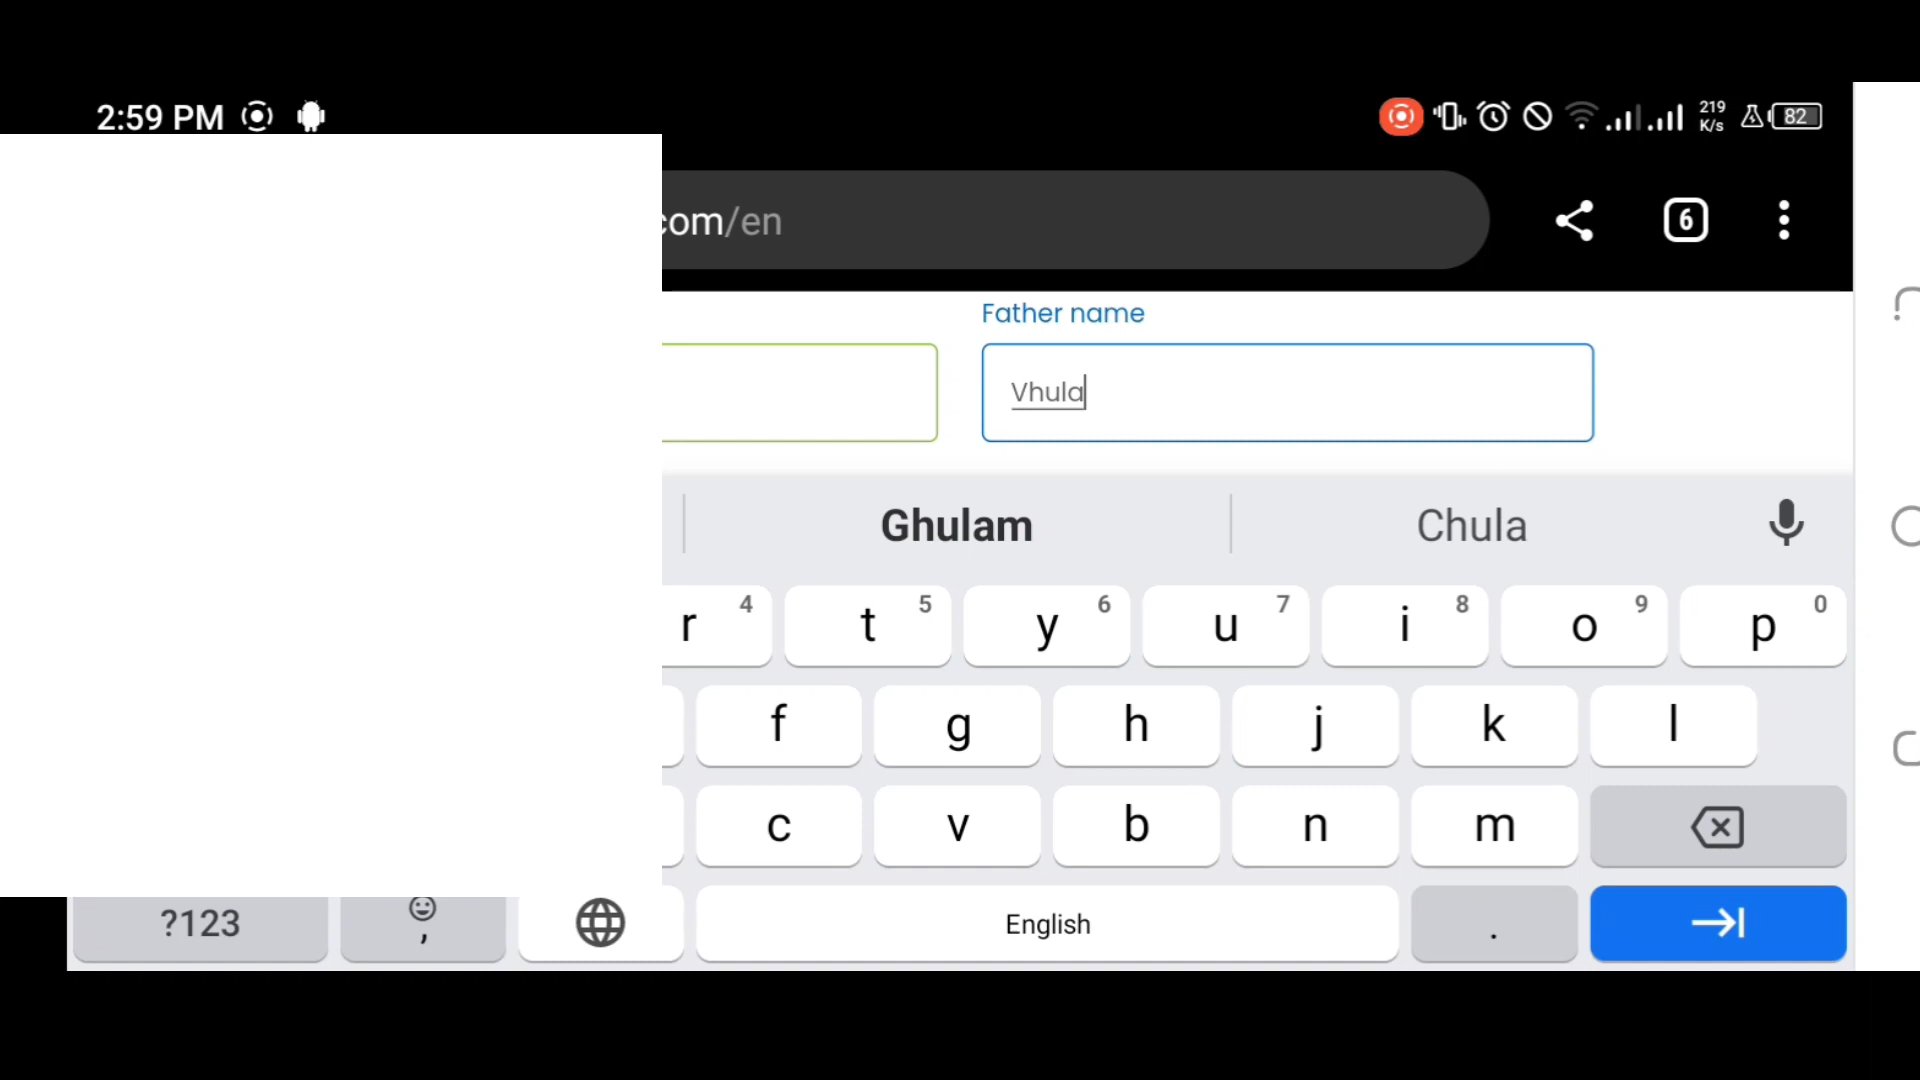 2:59 PM 219 K/s 82
com/en 6
Father name
Vhula
Ghulam Chula
r 4 t 5 y 6 u 7 i 8 o 9 p 0
f g h j k l
c v b n m
?123 , English .